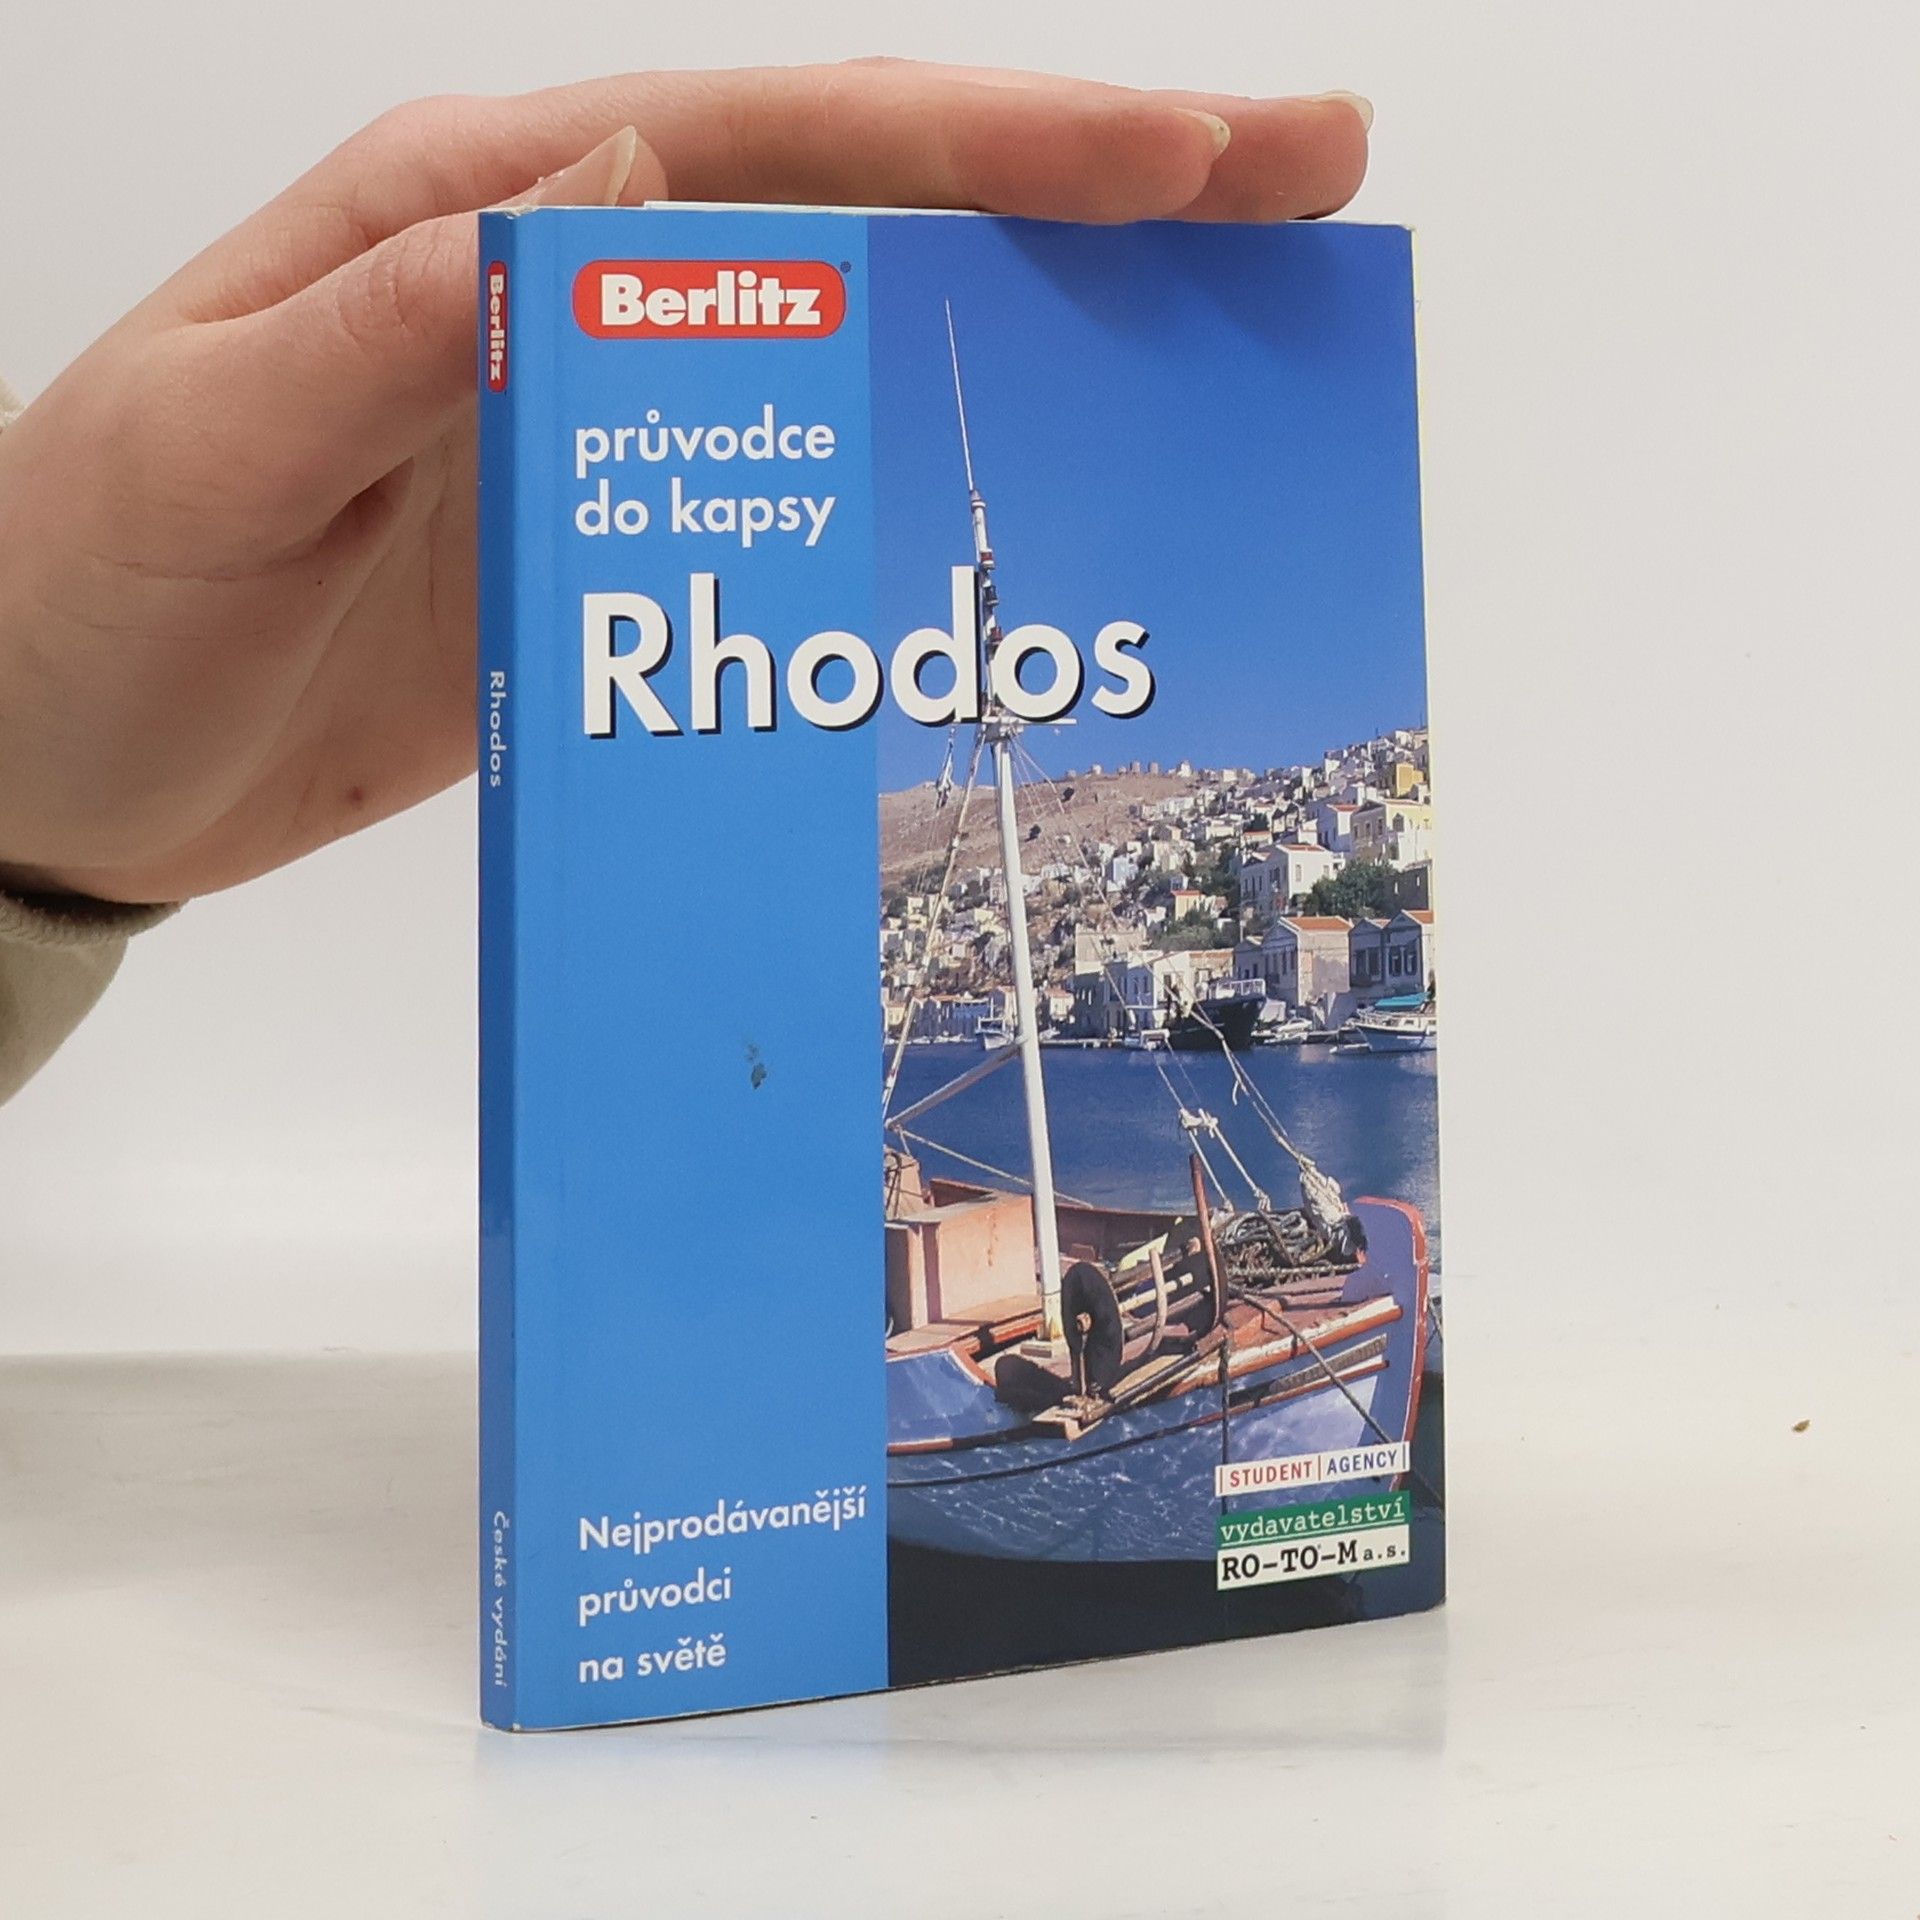 Berlitz
průvodce
do kapsy
Rhodos
Nejprodávanější
průvodci
na světě
STUDENT AGENCY
vydavatelství
RO-TO-M a.s.
Berlitz
Rhodos
České vydání